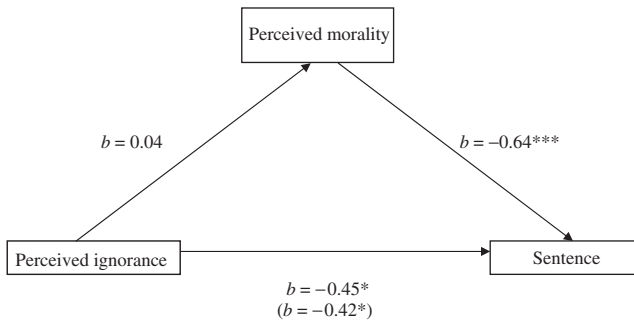 Perceived morality
b = 0.04
b = −0.64***
Perceived ignorance
Sentence
b = −0.45*
(b = −0.42*)